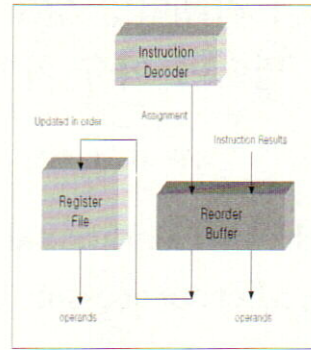 Instruction
Decoder
Updated in order
Assignment
Instruction Results
Register
File
Reorder
Buffer
operands
operands